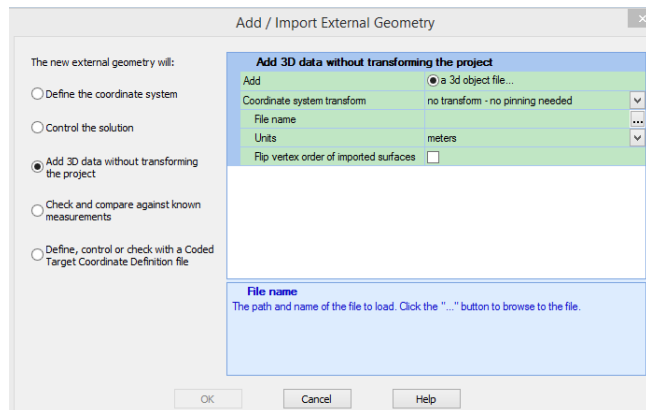 Add / Import External Geometry
The new external geometry will:
Define the coordinate system
Control the solution
Add 3D data without transforming
the project
Check and compare against known
measurements
Define, control or check with a Coded
Target Coordinate Definition file
Add 3D data without transforming the project
Add a 3d object file...
Coordinate system transform no transform - no pinning needed
File name ...
Units meters
Flip vertex order of imported surfaces
File name
The path and name of the file to load. Click the "..." button to browse to the file.
OK Cancel Help